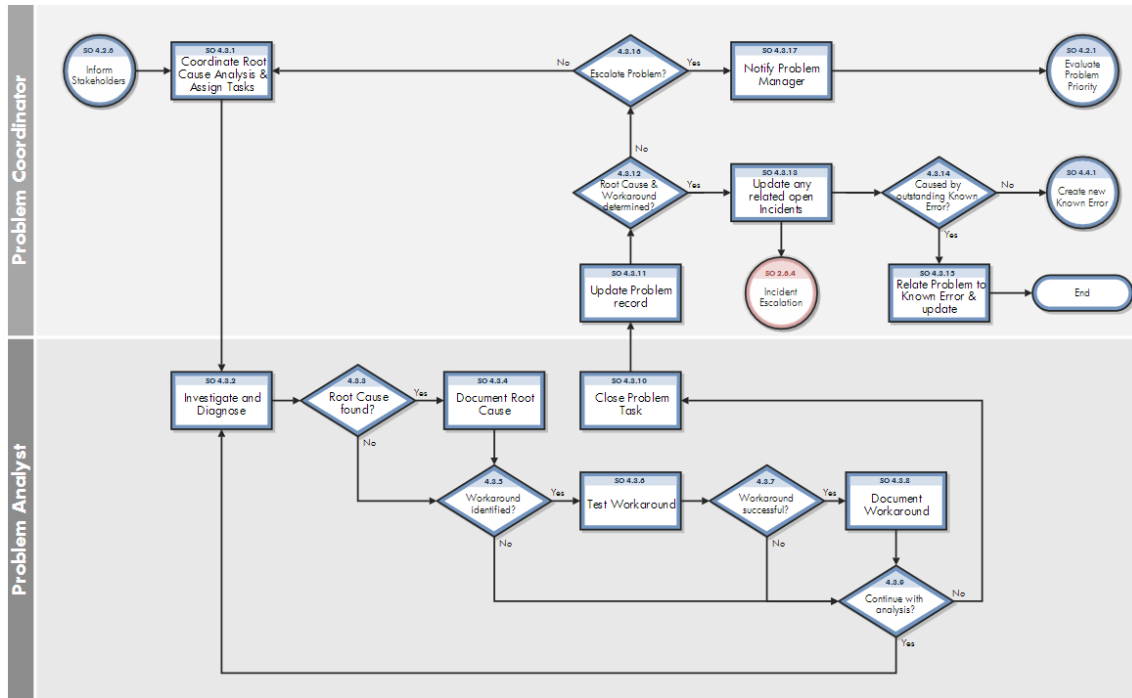 Problem Coordinator
SO 4.2.6
Inform
Stakeholders
SO 4.3.1
Coordinate Root
Cause Analysis &
Assign Tasks
No
4.3.16
Escalate Problem?
Yes
SO 4.3.17
Notify Problem
Manager
SO 4.2.1
Evaluate
Problem
Priority
No
4.3.12
Root Cause &
Workaround
determined?
Yes
SO 4.3.13
Update any
related open
Incidents
4.3.14
Caused by
outstanding Known
Error?
No
SO 4.4.1
Create new
Known Error
Yes
SO 4.3.11
Update Problem
record
SO 2.6.4
Incident
Escalation
SO 4.3.15
Relate Problem to
Known Error &
update
End
Problem Analyst
SO 4.3.2
Investigate and
Diagnose
4.3.3
Root Cause
found?
Yes
No
SO 4.3.4
Document Root
Cause
SO 4.3.10
Close Problem
Task
4.3.5
Workaround
identified?
Yes
No
SO 4.3.6
Test Workaround
4.3.7
Workaround
successful?
Yes
No
SO 4.3.8
Document
Workaround
4.3.9
Continue with
analysis?
No
Yes